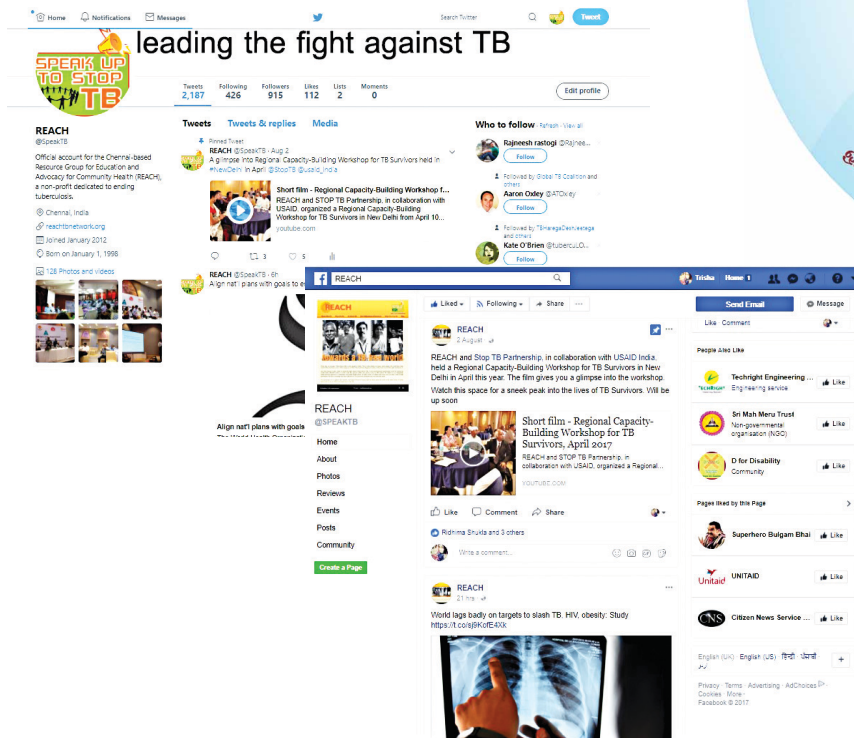 Home
Notifications
Messages
Search Twitter
Tweet
leading the fight against TB
SPEAK UP
TO STOP
TB
Tweets
2,187
Following
426
Followers
915
Likes
112
Lists
2
Moments
0
Edit profile
REACH
@SpeakTB
Official account for the Chennai-based
Resource Group for Education and
Advocacy for Community Health (REACH),
a non-profit dedicated to ending
tuberculosis.
Chennai, India
reachtbnetwork.org
Joined January 2012
Born on January 1, 1998
128 Photos and videos
Tweets
Tweets & replies
Media
Pinned Tweet
REACH @SpeakTB · Aug 2
A glimpse into Regional Capacity-Building Workshop for TB Survivors held in
#NewDelhi in April @StopTB @usaid_india
Short film - Regional Capacity-Building Workshop f...
REACH and STOP TB Partnership, in collaboration with
USAID, organized a Regional Capacity-Building
Workshop for TB Survivors in New Delhi from April 10...
youtube.com
3
5
REACH @SpeakTB · 6h
Align nat'l plans with goals to e
Align nat'l plans with goals
Who to follow · Refresh · View all
Rajneesh rastogi @Rajnee...
Follow
Followed by Global TB Coalition and
others
Aaron Oxley @ATOxley
Follow
Followed by
and others
Kate O'Brien @tubercuLO...
Follow
REACH
Trisha
Home 1
REACH
REACH
@SPEAKTB
Home
About
Photos
Reviews
Events
Posts
Community
Create a Page
Liked
Following
Share
REACH
2 August
REACH and Stop TB Partnership, in collaboration with USAID India,
held a Regional Capacity-Building Workshop for TB Survivors in New
Delhi in April this year. The film gives you a glimpse into the workshop.
Watch this space for a sneek peak into the lives of TB Survivors. Will be
up soon
Short film - Regional Capacity-
Building Workshop for TB
Survivors, April 2017
REACH and STOP TB Partnership, in
collaboration with USAID, organized a Regional...
YOUTUBE.COM
Like
Comment
Share
Ridhima Shukla and 3 others
Write a comment...
REACH
21 hrs
World lags badly on targets to slash TB, HIV, obesity: Study
https://t.co/sj9KofE4Xk
Send Email
Message
Like Comment
People Also Like
Techright Engineering ...
Engineering service
Like
Sri Mah Meru Trust
Non-governmental
organisation (NGO)
Like
D for Disability
Community
Like
Pages liked by this Page
Superhero Bulgam Bhai
Like
Unitaid
UNITAID
Like
CNS
Citizen News Service ...
Like
English (UK) · English (US) · हिन्दी · ਪੰਜਾਬੀ ·
اردو
Privacy · Terms · Advertising · AdChoices
Cookies · More
Facebook © 2017